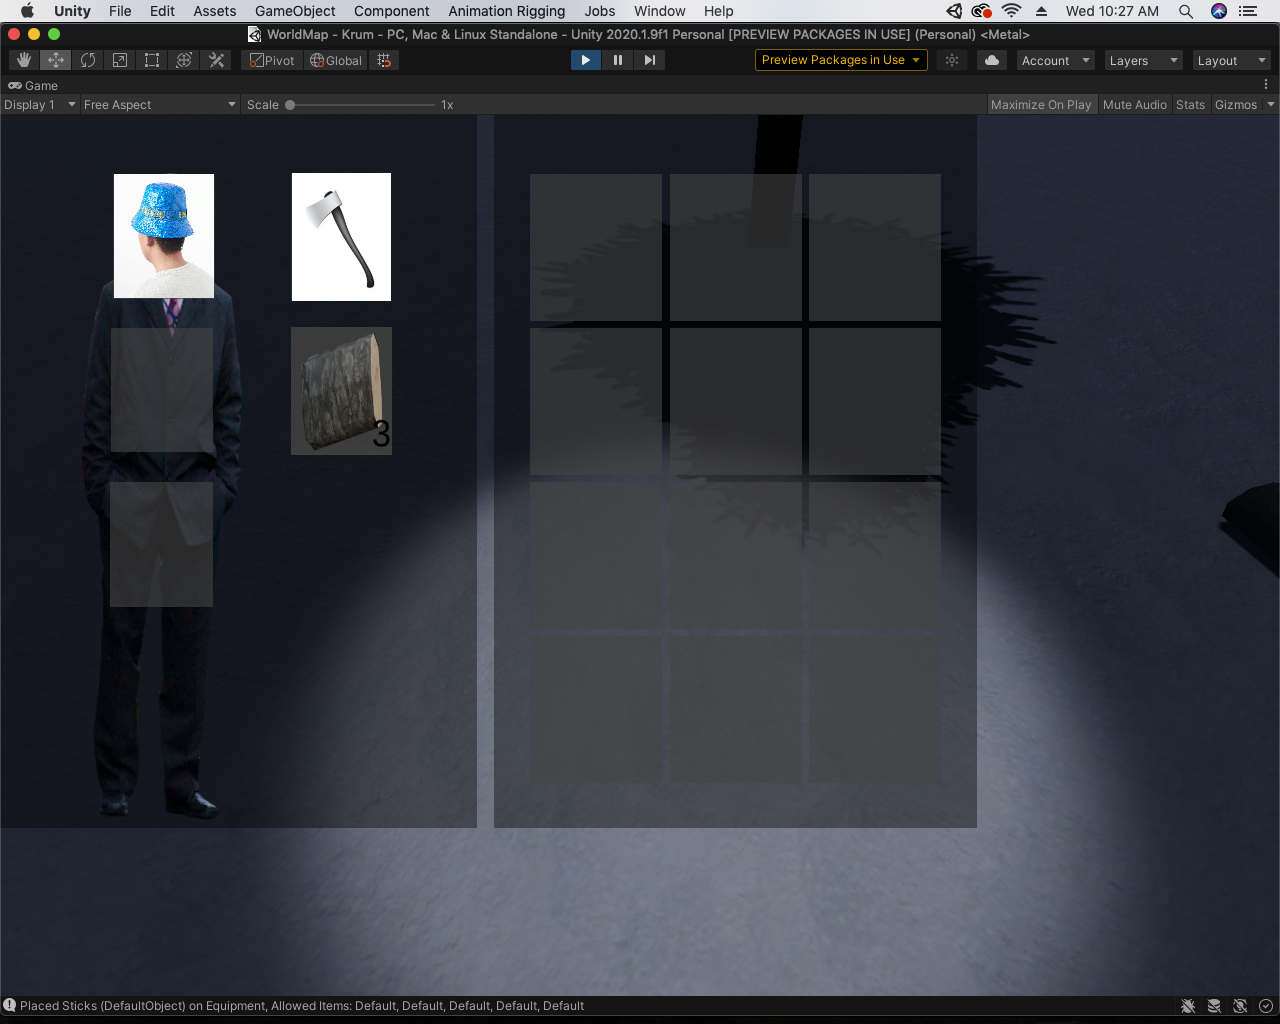 Unity File Edit Assets GameObject Component Animation Rigging Jobs Window Help Wed 10:27 AM
WorldMap - Krum - PC, Mac & Linux Standalone - Unity 2020.1.9f1 Personal [PREVIEW PACKAGES IN USE] (Personal) <Metal>
Pivot Global Preview Packages in Use Account Layers Layout
Game
Display 1 Free Aspect Scale 1x Maximize On Play Mute Audio Stats Gizmos
3
Placed Sticks (DefaultObject) on Equipment, Allowed Items: Default, Default, Default, Default, Default